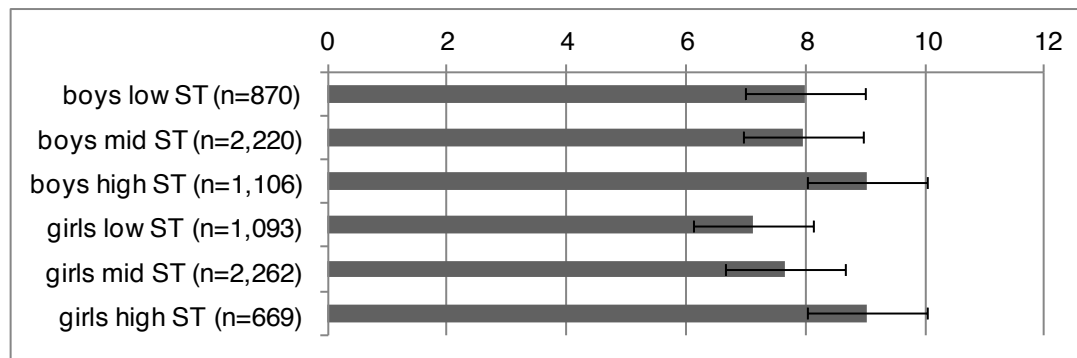 0 2 4 6 8 10 12
boys low ST (n=870)
boys mid ST (n=2,220)
boys high ST (n=1,106)
girls low ST (n=1,093)
girls mid ST (n=2,262)
girls high ST (n=669)